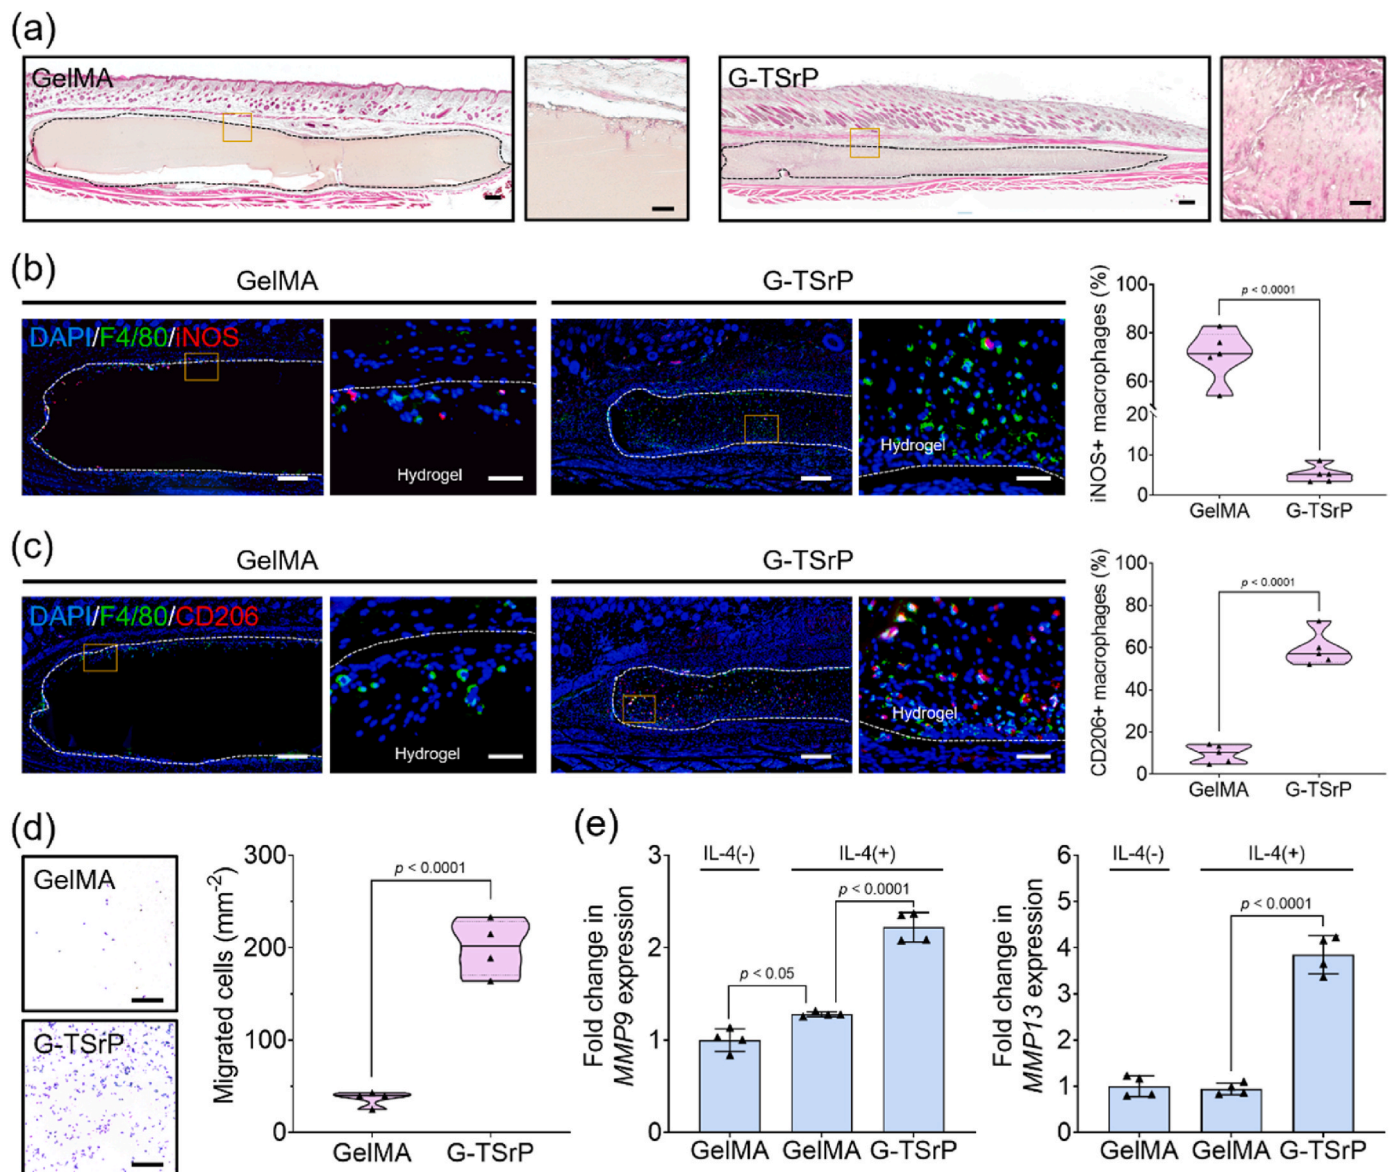 (a)
GelMA
G-TSrP
(b)
GelMA
G-TSrP
DAPI/F4/80/iNOS
Hydrogel
Hydrogel
iNOS+ macrophages (%)
100
80
60
20
10
0
p < 0.0001
GelMA
G-TSrP
(c)
GelMA
G-TSrP
DAPI/F4/80/CD206
Hydrogel
Hydrogel
CD206+ macrophages (%)
100
80
60
40
20
0
p < 0.0001
GelMA
G-TSrP
(d)
GelMA
G-TSrP
Migrated cells (mm-2)
300
200
100
0
p < 0.0001
GelMA
G-TSrP
(e)
Fold change in
MMP9 expression
3
2
1
0
IL-4(-)
IL-4(+)
p < 0.05
p < 0.0001
GelMA
GelMA
G-TSrP
Fold change in
MMP13 expression
6
5
4
3
2
1
0
IL-4(-)
IL-4(+)
p < 0.0001
GelMA
GelMA
G-TSrP